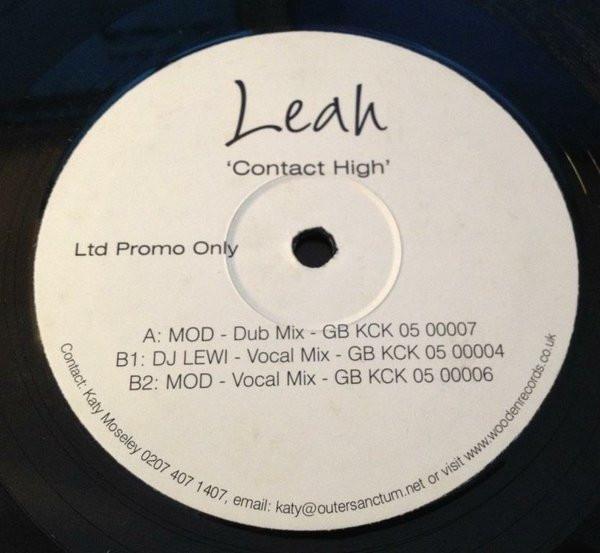 Leah
'Contact High'
Ltd Promo Only
A: MOD - Dub Mix - GB KCK 05 00007
B1: DJ LEWI - Vocal Mix - GB KCK 05 00004
B2: MOD - Vocal Mix - GB KCK 05 00006
Contact: Katy Moseley 0207 407 1407, email: katy@outersanctum.net or visit www.woodenrecords.co.uk